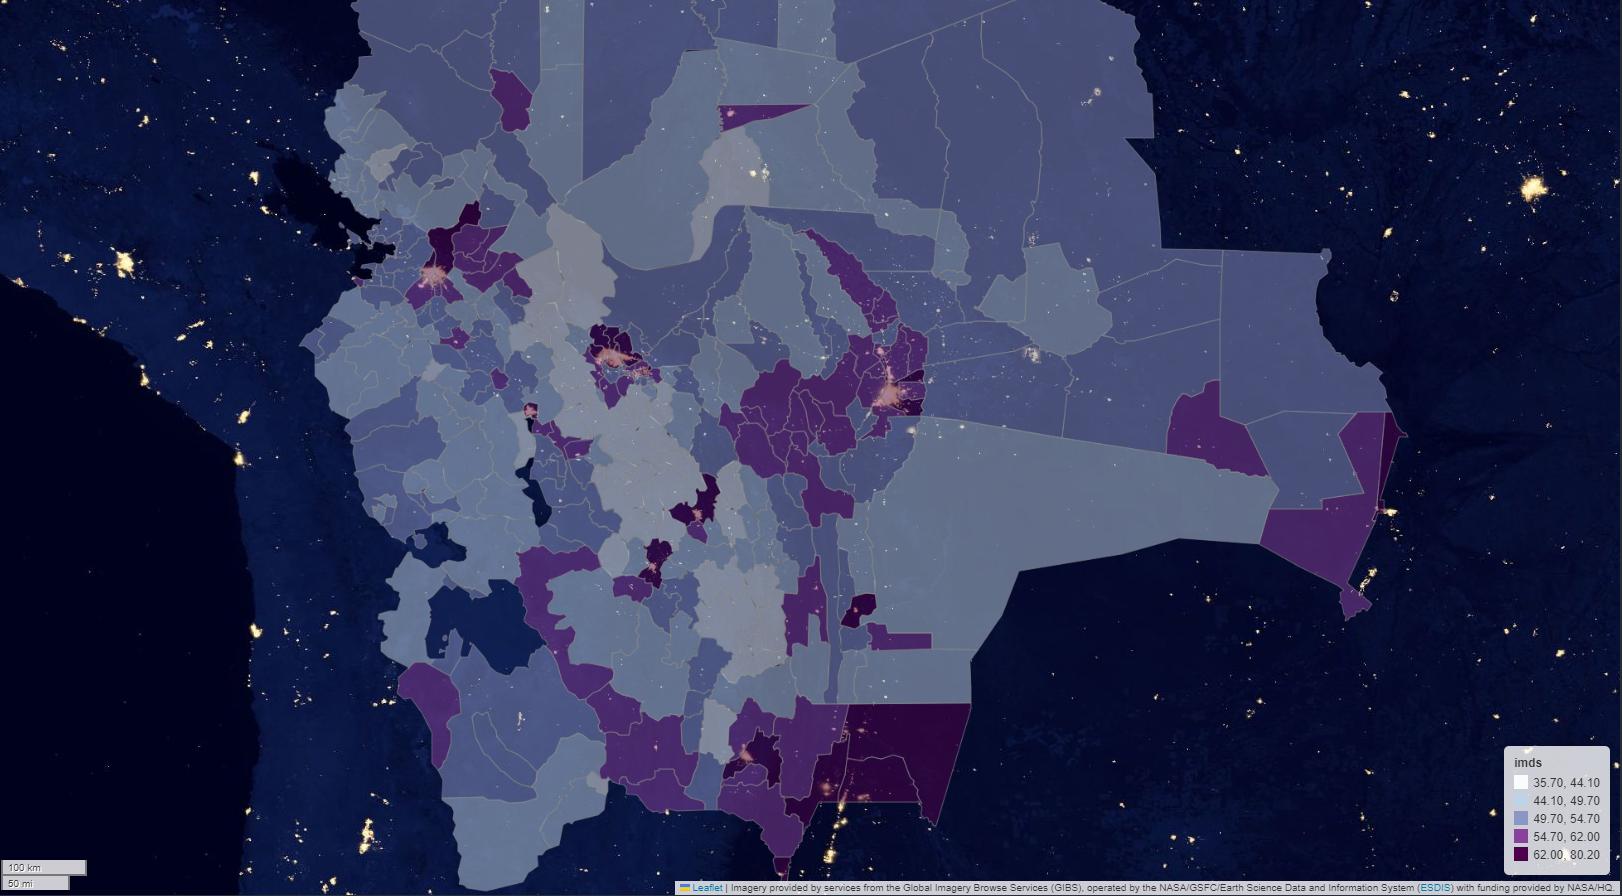 imds
35.70, 44.10
44.10, 49.70
49.70, 54.70
54.70, 62.00
62.00, 80.20
100 km
50 mi
Leaflet | Imagery provided by services from the Global Imagery Browse Services (GIBS), operated by the NASA/GSFC/Earth Science Data and Information System (ESDIS) with funding provided by NASA/HQ.